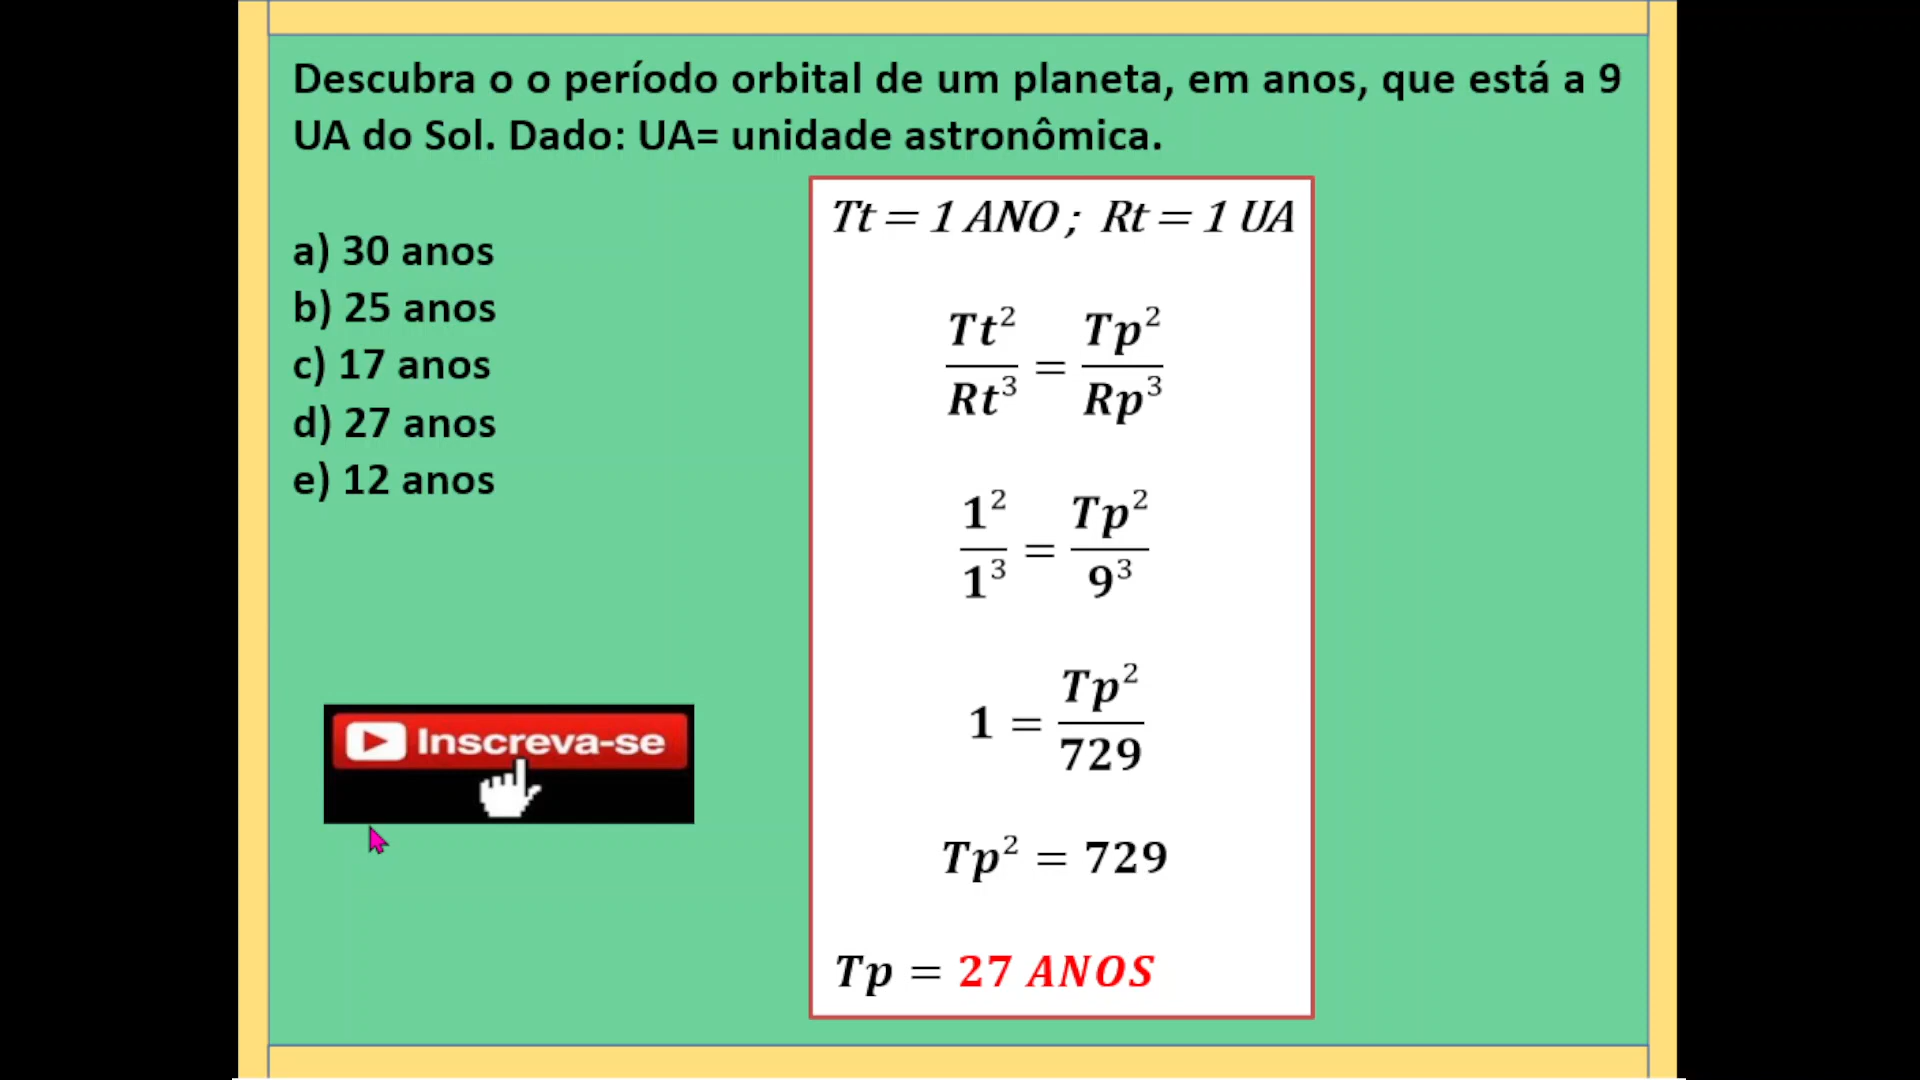 Descubra o o período orbital de um planeta, em anos, que está a 9
UA do Sol. Dado: UA= unidade astronômica.
a) 30 anos
b) 25 anos
c) 17 anos
d) 27 anos
e) 12 anos
Inscreva-se
Tt = 1 ANO ; Rt = 1 UA
Tt² / Rt³ = Tp² / Rp³
1² / 1³ = Tp² / 9³
1 = Tp² / 729
Tp² = 729
Tp = 27 ANOS